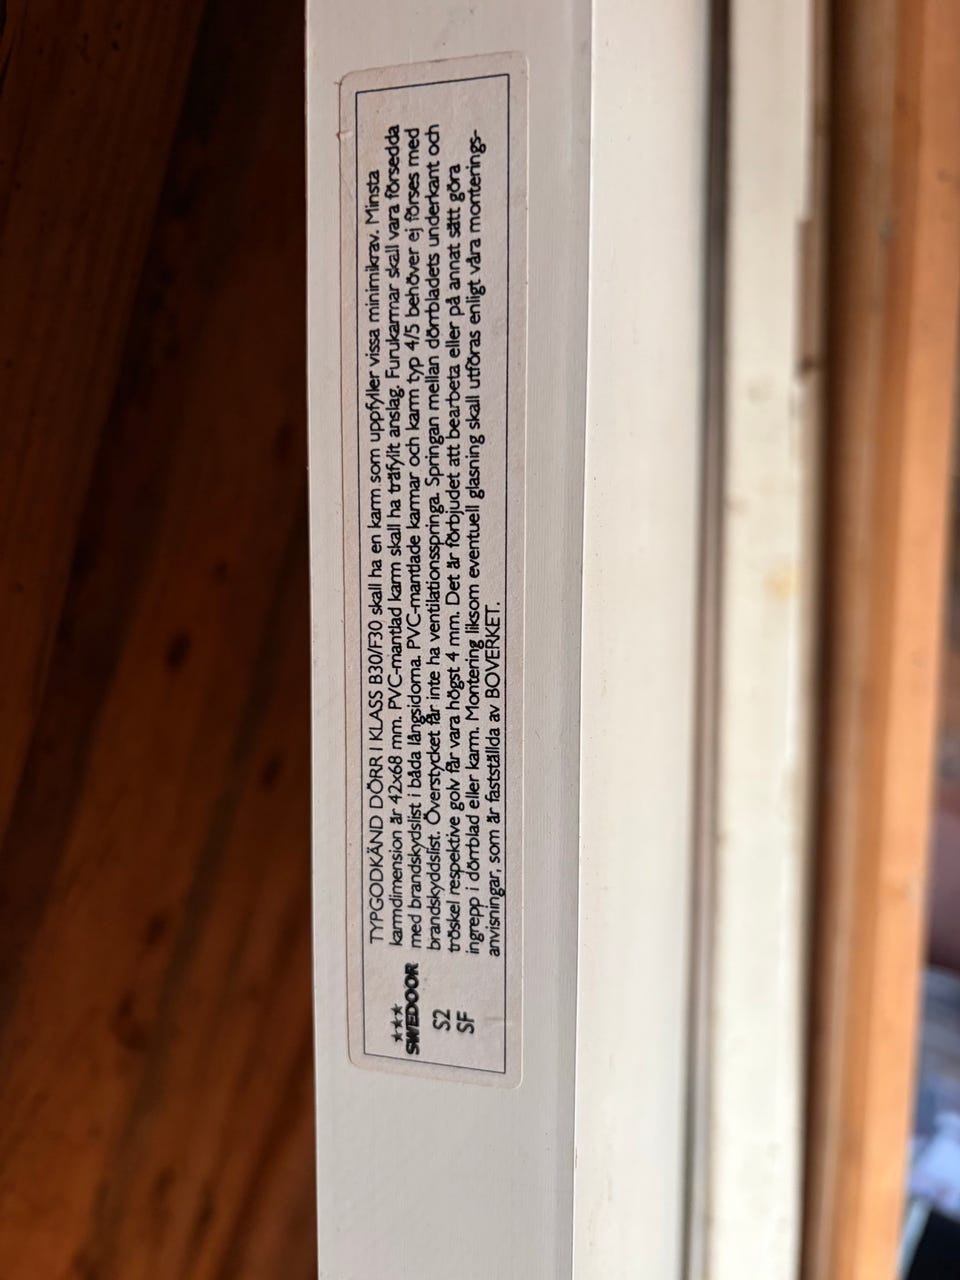 ★★★
SWEDOOR
S2
SF
TYPGODKÄND DÖRR I KLASS B30/F30 skall ha en karm som uppfyller vissa minimikrav. Minsta
karmdimension är 42x68 mm. PVC-mantlad karm skall ha träfyllt anslag. Furukarmar skall vara försedda
med brandskydslist i båda långsidorna. PVC-mantlade karmar och karm typ 4/5 behöver ej förses med
brandskyddslist. Överstycket får inte ha ventilationsspringa. Springan mellan dörrbladets underkant och
tröskel respektive golv får vara högst 4 mm. Det är förbjudet att bearbeta eller på annat sätt göra
ingrepp i dörrblad eller karm. Montering liksom eventuell glasning skall utföras enligt våra monterings-
anvisningar, som är fastställda av BOVERKET.